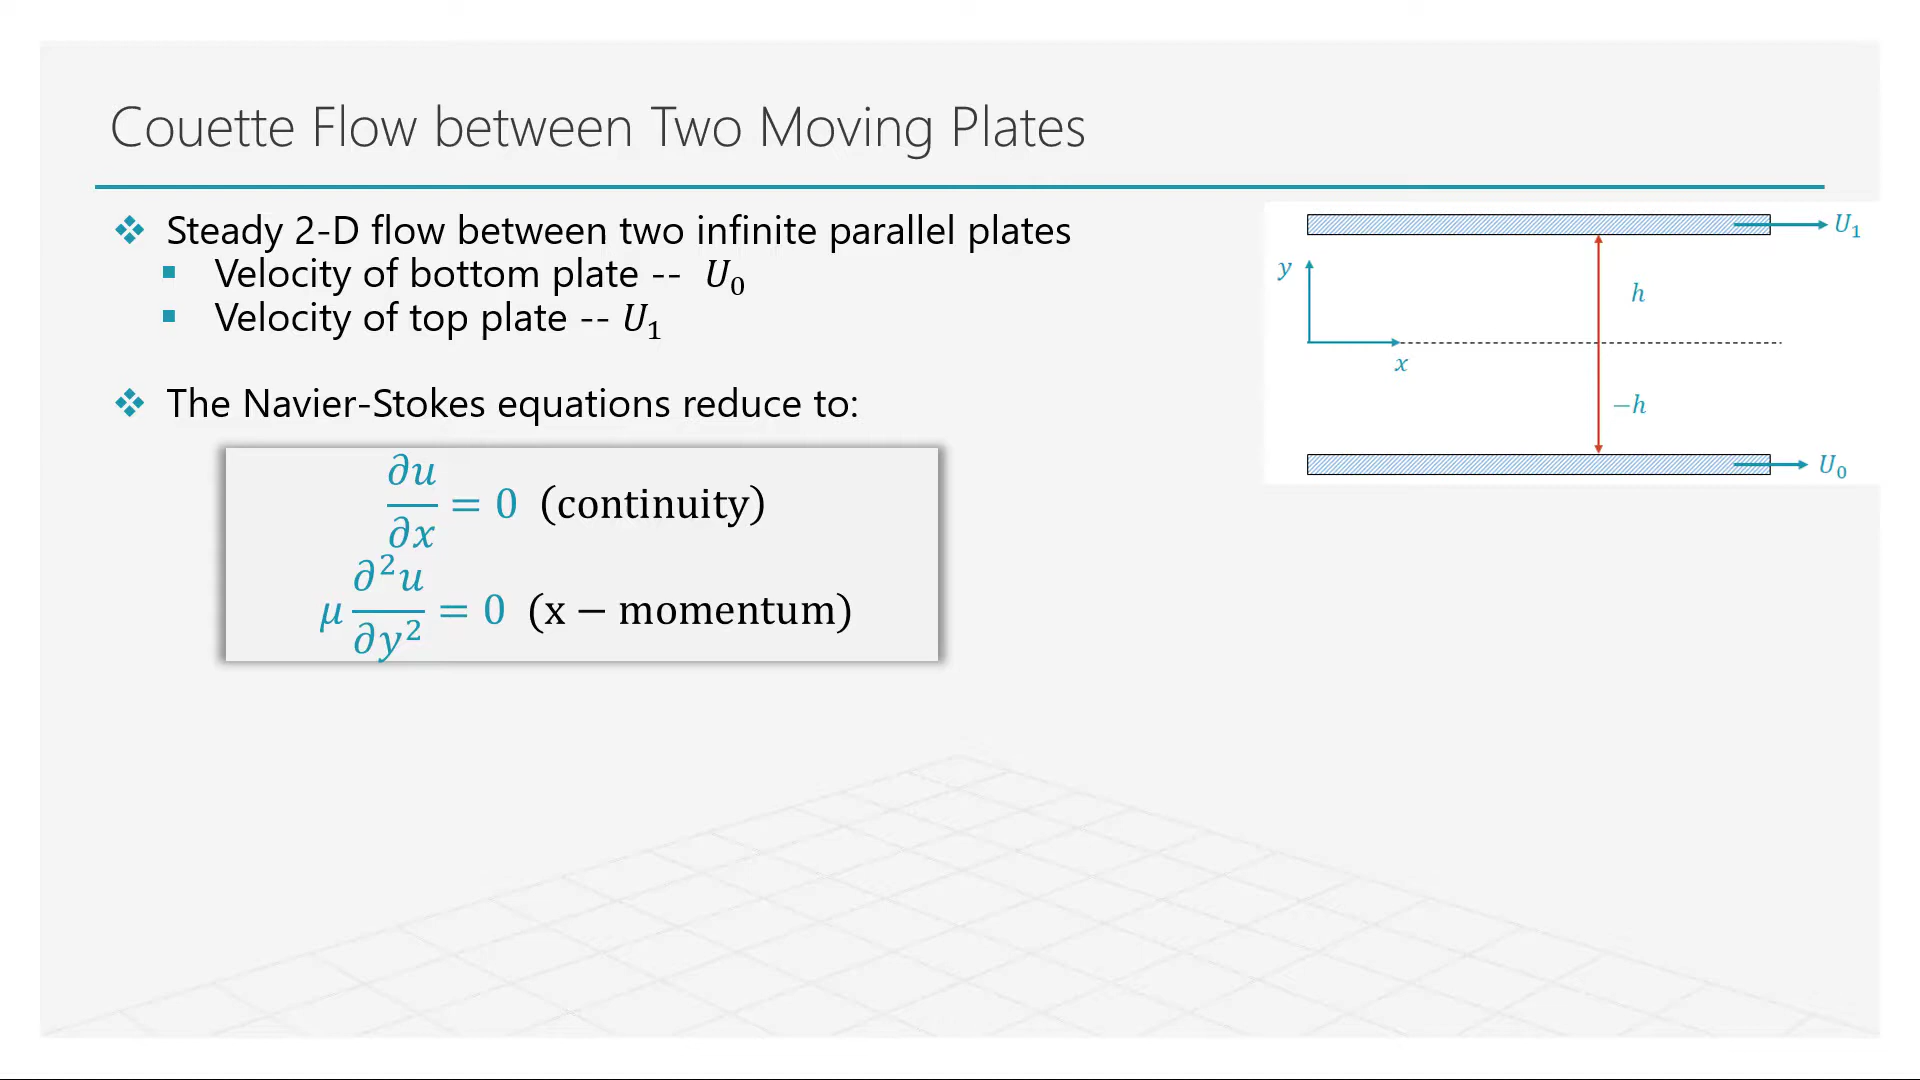 Couette Flow between Two Moving Plates
❖ Steady 2-D flow between two infinite parallel plates
▪ Velocity of bottom plate -- U₀
▪ Velocity of top plate -- U₁
❖ The Navier-Stokes equations reduce to:
∂u/∂x = 0 (continuity)
μ ∂²u/∂y² = 0 (x − momentum)
U₁
y
h
x
−h
U₀